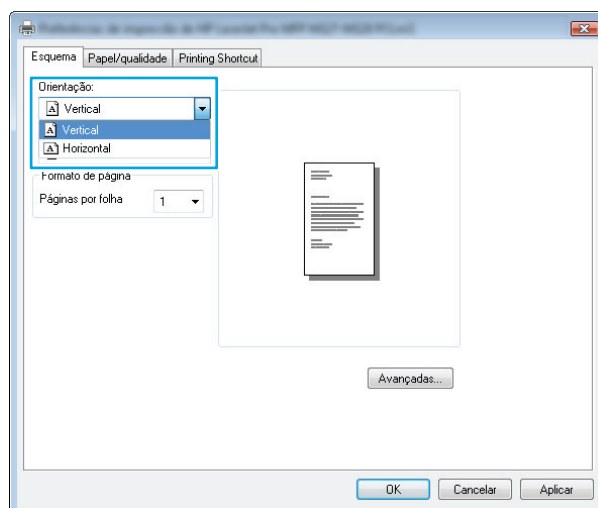 Esquema Papel/qualidade Printing Shortcut
Orientação:
Vertical
Vertical
Horizontal
Formato de página
Páginas por folha 1
Avançadas...
OK Cancelar Aplicar